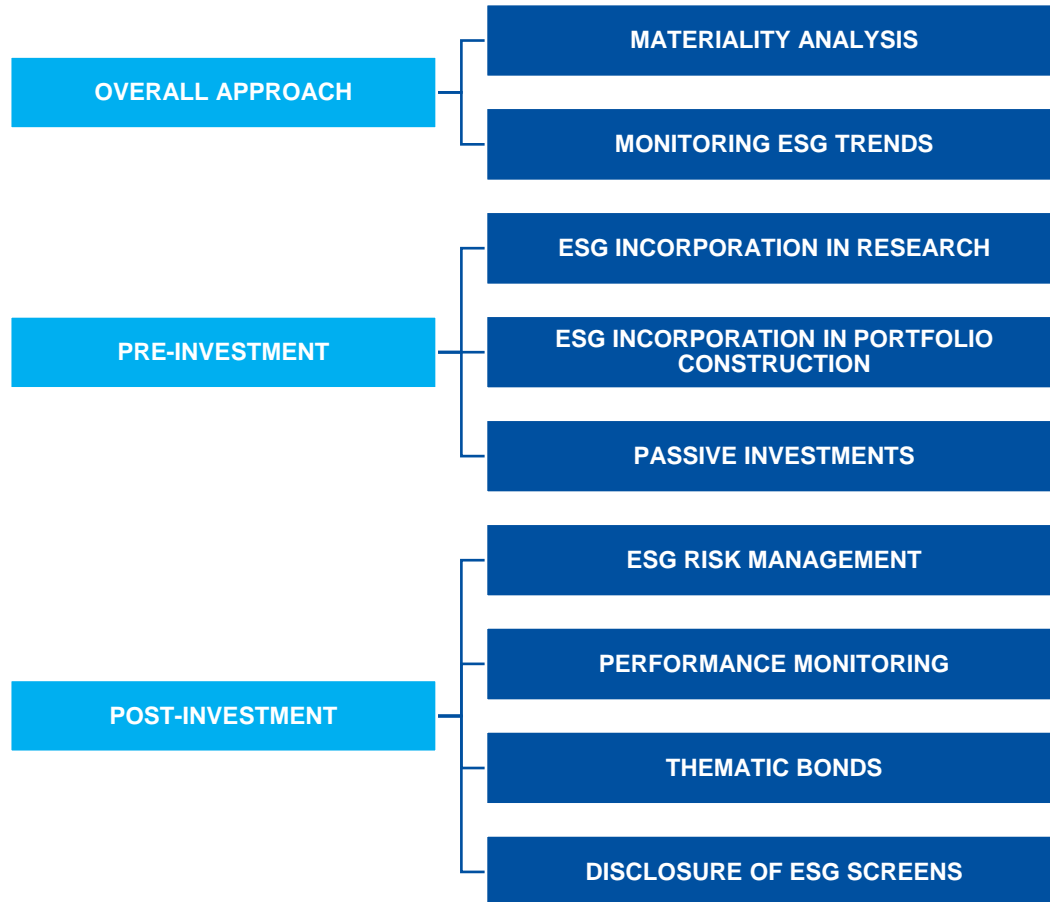 OVERALL APPROACH
MATERIALITY ANALYSIS
MONITORING ESG TRENDS
PRE-INVESTMENT
ESG INCORPORATION IN RESEARCH
ESG INCORPORATION IN PORTFOLIO
CONSTRUCTION
PASSIVE INVESTMENTS
POST-INVESTMENT
ESG RISK MANAGEMENT
PERFORMANCE MONITORING
THEMATIC BONDS
DISCLOSURE OF ESG SCREENS